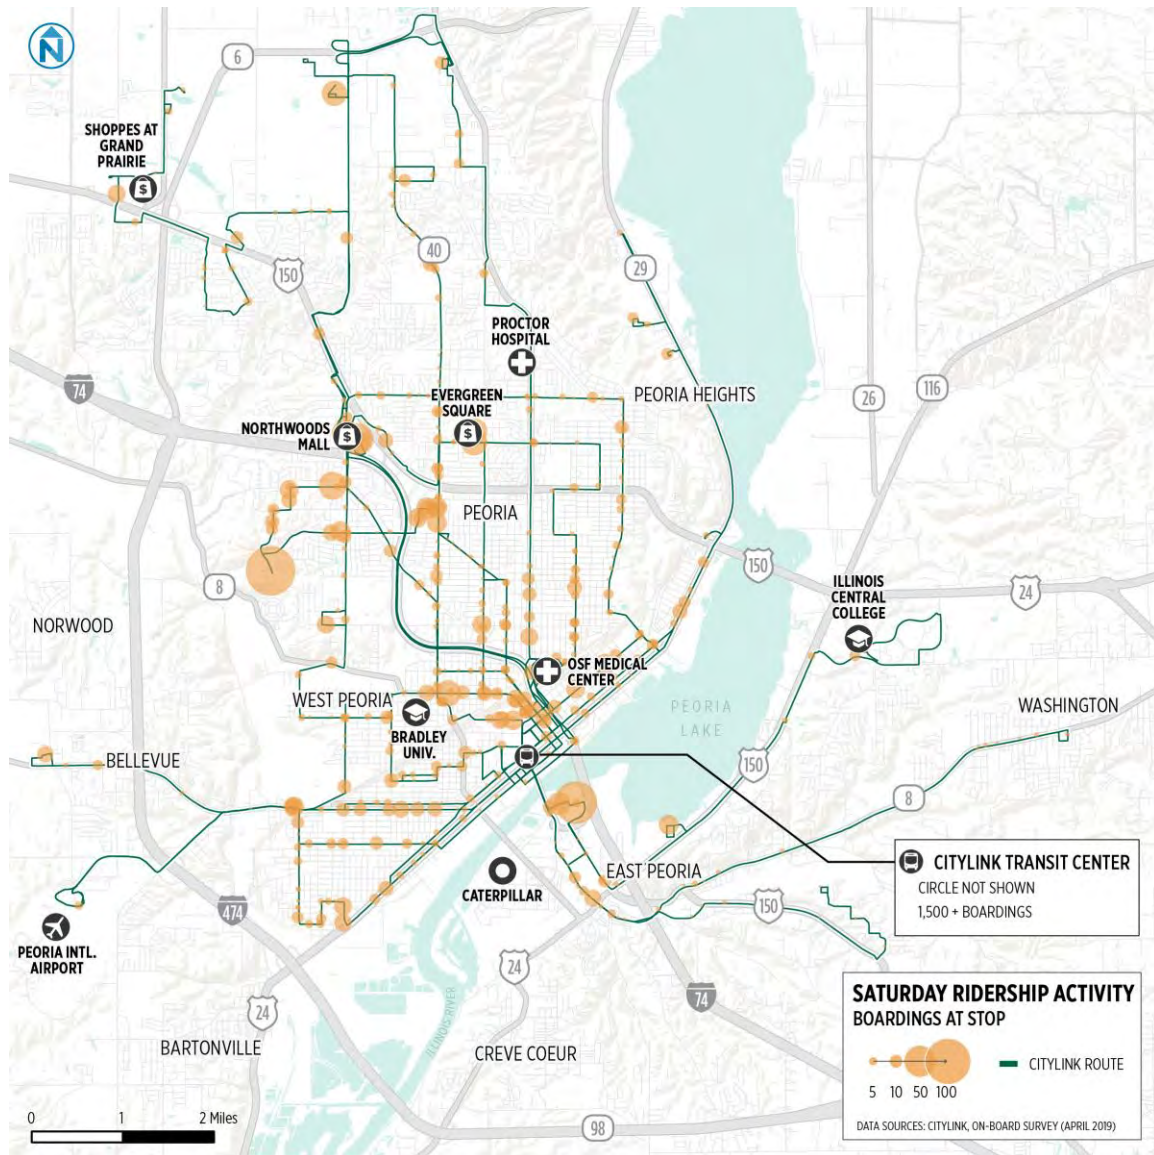 N
6
SHOPPES AT
GRAND
PRAIRIE
40
29
150
PROCTOR
HOSPITAL
74
26
116
PEORIA HEIGHTS
EVERGREEN
SQUARE
NORTHWOODS
MALL
PEORIA
8
150
24
ILLINOIS
CENTRAL
COLLEGE
NORWOOD
OSF MEDICAL
CENTER
WEST PEORIA
PEORIA
LAKE
WASHINGTON
BRADLEY
UNIV.
BELLEVUE
150
8
CITYLINK TRANSIT CENTER
CIRCLE NOT SHOWN
1,500 + BOARDINGS
EAST PEORIA
CATERPILLAR
474
150
PEORIA INTL.
AIRPORT
24
74
24
ILLINOIS RIVER
BARTONVILLE
CREVE COEUR
SATURDAY RIDERSHIP ACTIVITY
BOARDINGS AT STOP
CITYLINK ROUTE
5 10 50 100
DATA SOURCES: CITYLINK, ON-BOARD SURVEY (APRIL 2019)
0 1 2 Miles
98